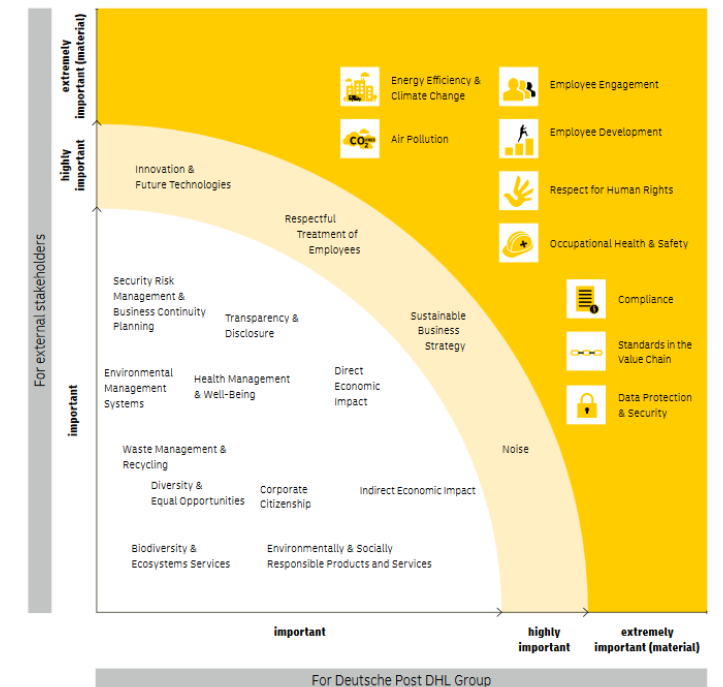 extremely
important (material)
highly
important
important
For external stakeholders
Energy Efficiency &
Climate Change
CO2 FREE
Air Pollution
Employee Engagement
Employee Development
Respect for Human Rights
Occupational Health & Safety
Compliance
Standards in the
Value Chain
Data Protection
& Security
Innovation &
Future Technologies
Respectful
Treatment of
Employees
Sustainable
Business
Strategy
Noise
Security Risk
Management &
Business Continuity
Planning
Transparency &
Disclosure
Environmental
Management
Systems
Health Management
& Well-Being
Direct
Economic
Impact
Waste Management &
Recycling
Diversity &
Equal Opportunities
Corporate
Citizenship
Indirect Economic Impact
Biodiversity &
Ecosystems Services
Environmentally & Socially
Responsible Products and Services
important
highly
important
extremely
important (material)
For Deutsche Post DHL Group